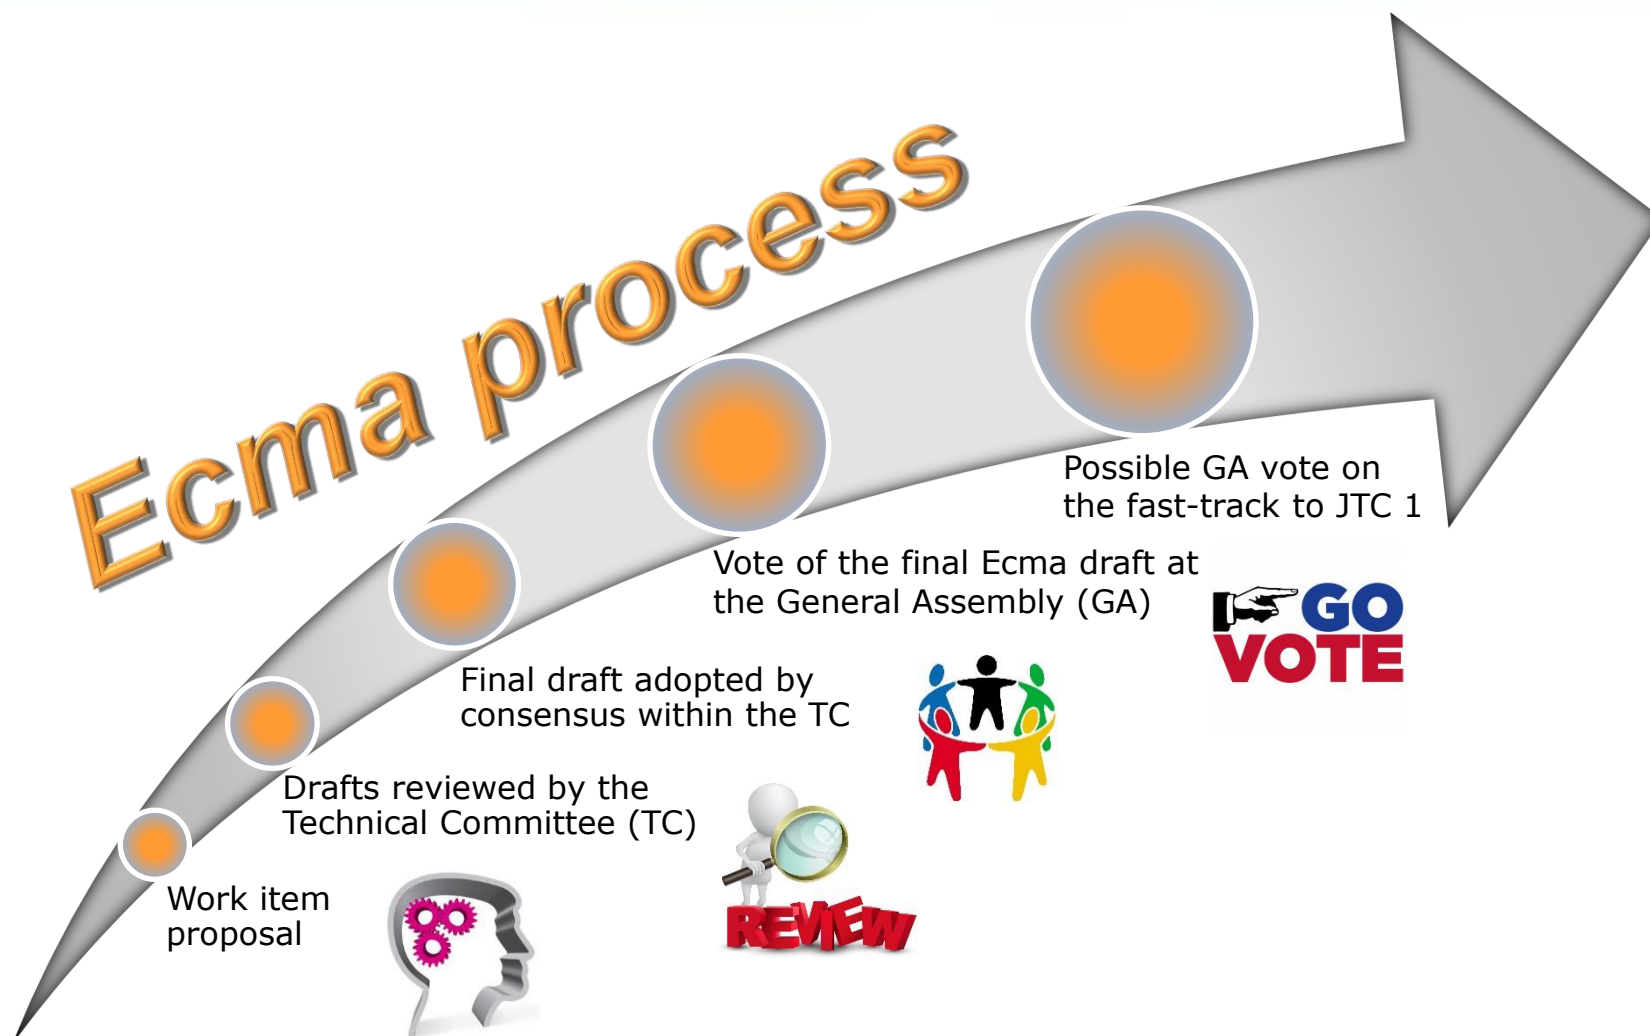 Ecma process
Possible GA vote on
the fast-track to JTC 1
Vote of the final Ecma draft at
the General Assembly (GA)
GO
VOTE
Final draft adopted by
consensus within the TC
Drafts reviewed by the
Technical Committee (TC)
REVIEW
Work item
proposal